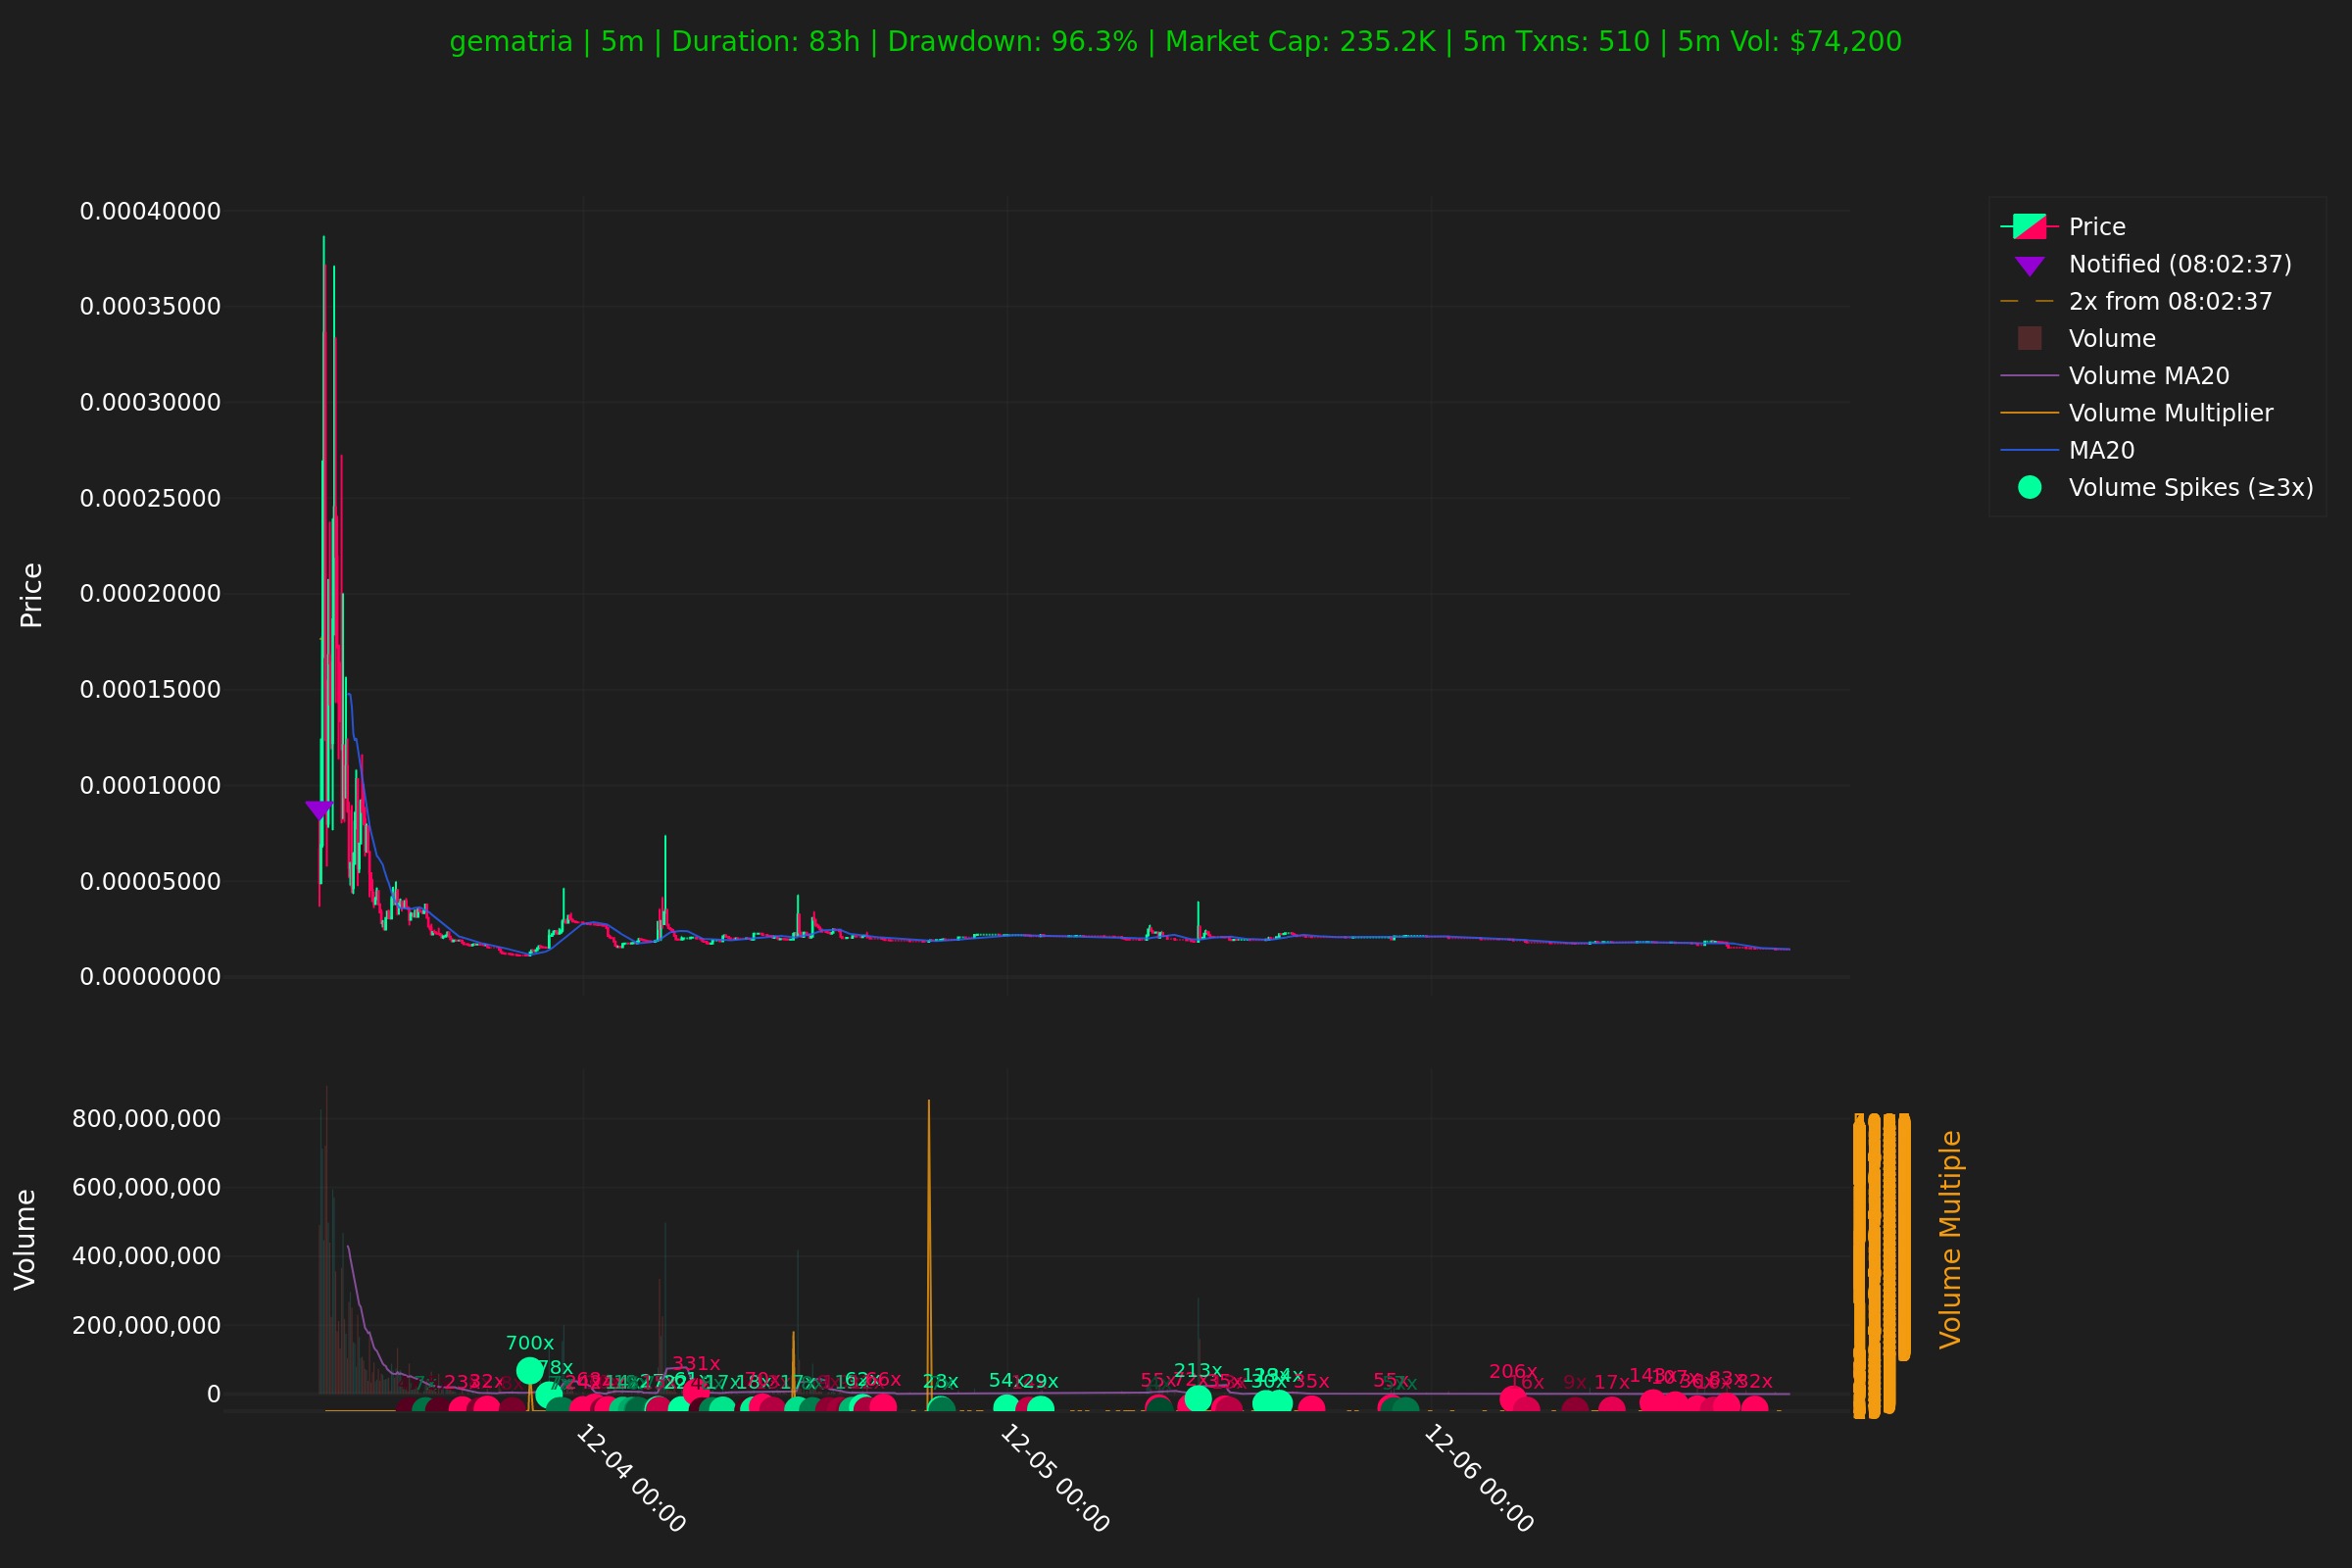 gematria | 5m | Duration: 83h | Drawdown: 96.3% | Market Cap: 235.2K | 5m Txns: 510 | 5m Vol: $74,200
Price
0.00040000
0.00035000
0.00030000
0.00025000
0.00020000
0.00015000
0.00010000
0.00005000
0.00000000
Price
Notified (08:02:37)
2x from 08:02:37
Volume
Volume MA20
Volume Multiplier
MA20
Volume Spikes (≥3x)
Volume
800,000,000
600,000,000
400,000,000
200,000,000
0
700x
78x
331x
17x
18x
66x
54x
29x
55x
213x
35x
55x
206x
9x
17x
83x
32x
Volume Multiple
12-04 00:00
12-05 00:00
12-06 00:00